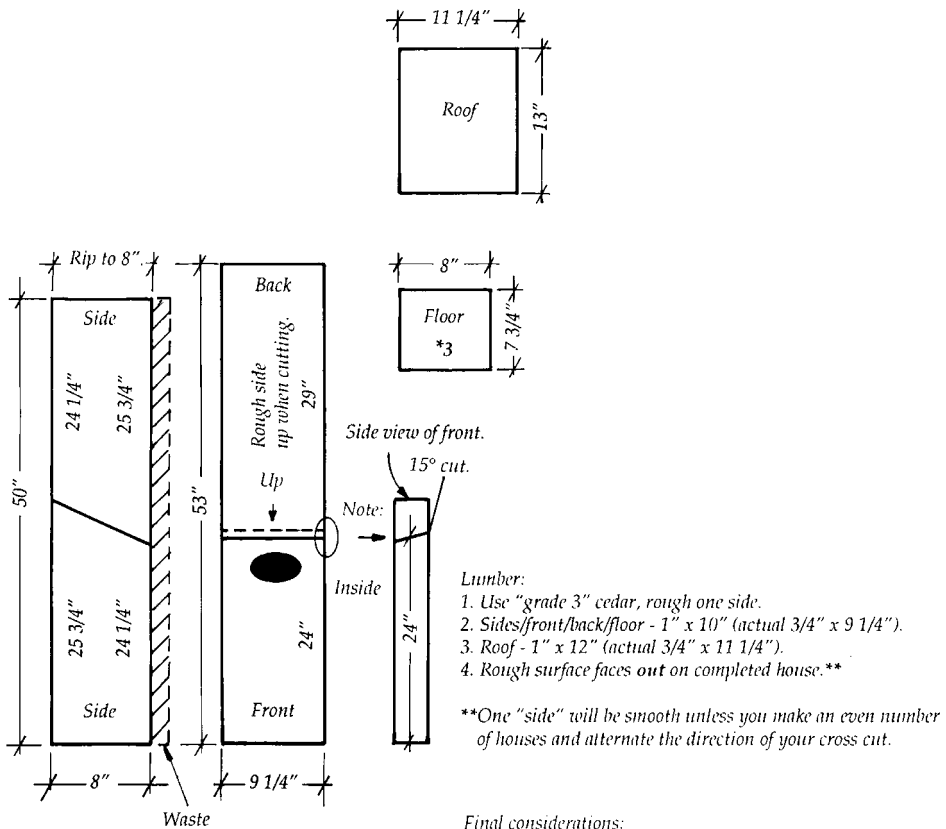 11 1/4"
Roof
13"
Rip to 8".
Side
24 1/4"
25 3/4"
50"
25 3/4"
24 1/4"
Side
8"
Waste
53"
Back
Rough side
up when cutting.
29"
Up
24"
Front
9 1/4"
8"
Floor
*3
7 3/4"
Side view of front.
15° cut.
Note:
Inside
24"
Lumber:
1. Use "grade 3" cedar, rough one side.
2. Sides/front/back/floor - 1" x 10" (actual 3/4" x 9 1/4").
3. Roof - 1" x 12" (actual 3/4" x 11 1/4").
4. Rough surface faces out on completed house.**
**One "side" will be smooth unless you make an even number
of houses and alternate the direction of your cross cut.
Final considerations: